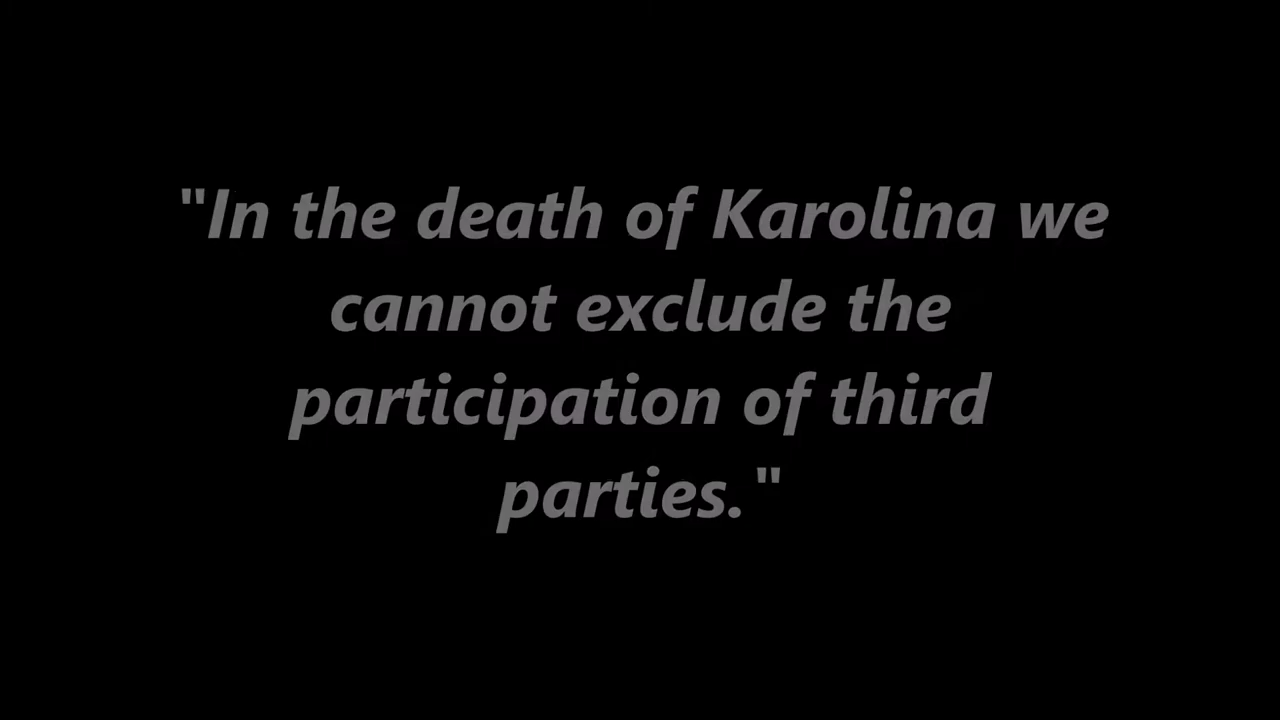 "In the death of Karolina we
cannot exclude the
participation of third
parties."